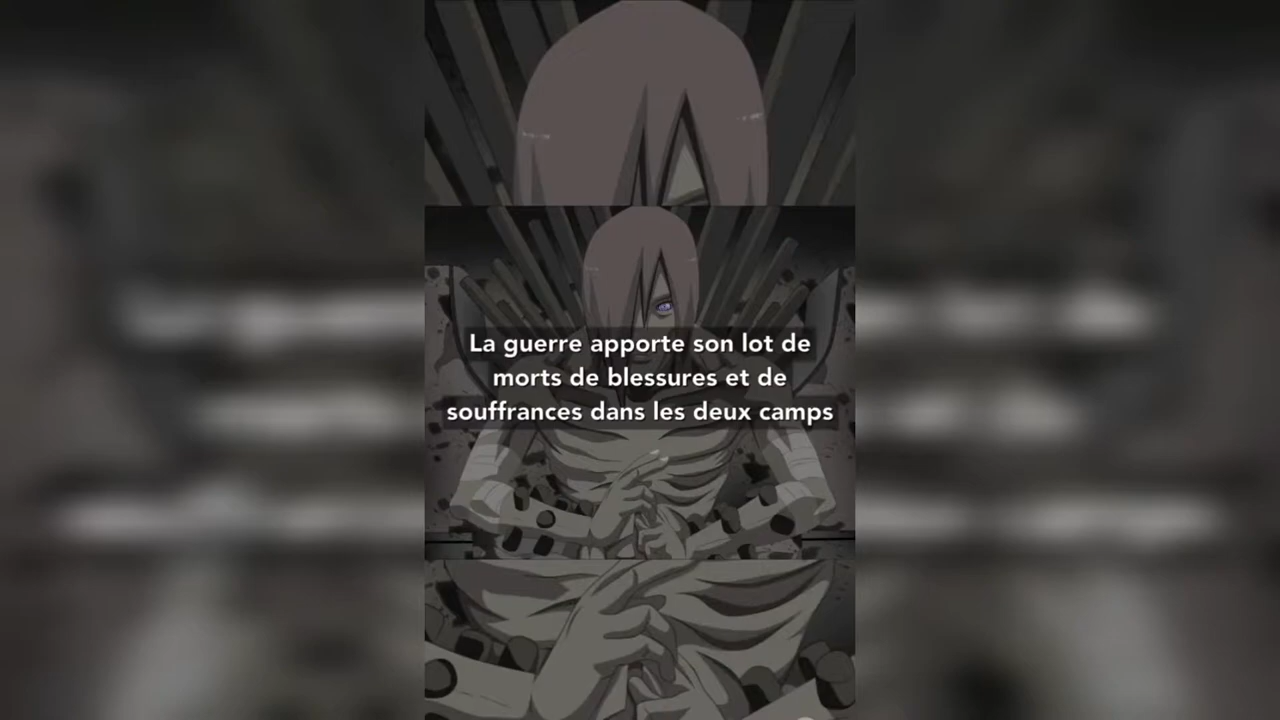 La guerre apporte son lot de
morts de blessures et de
souffrances dans les deux camps